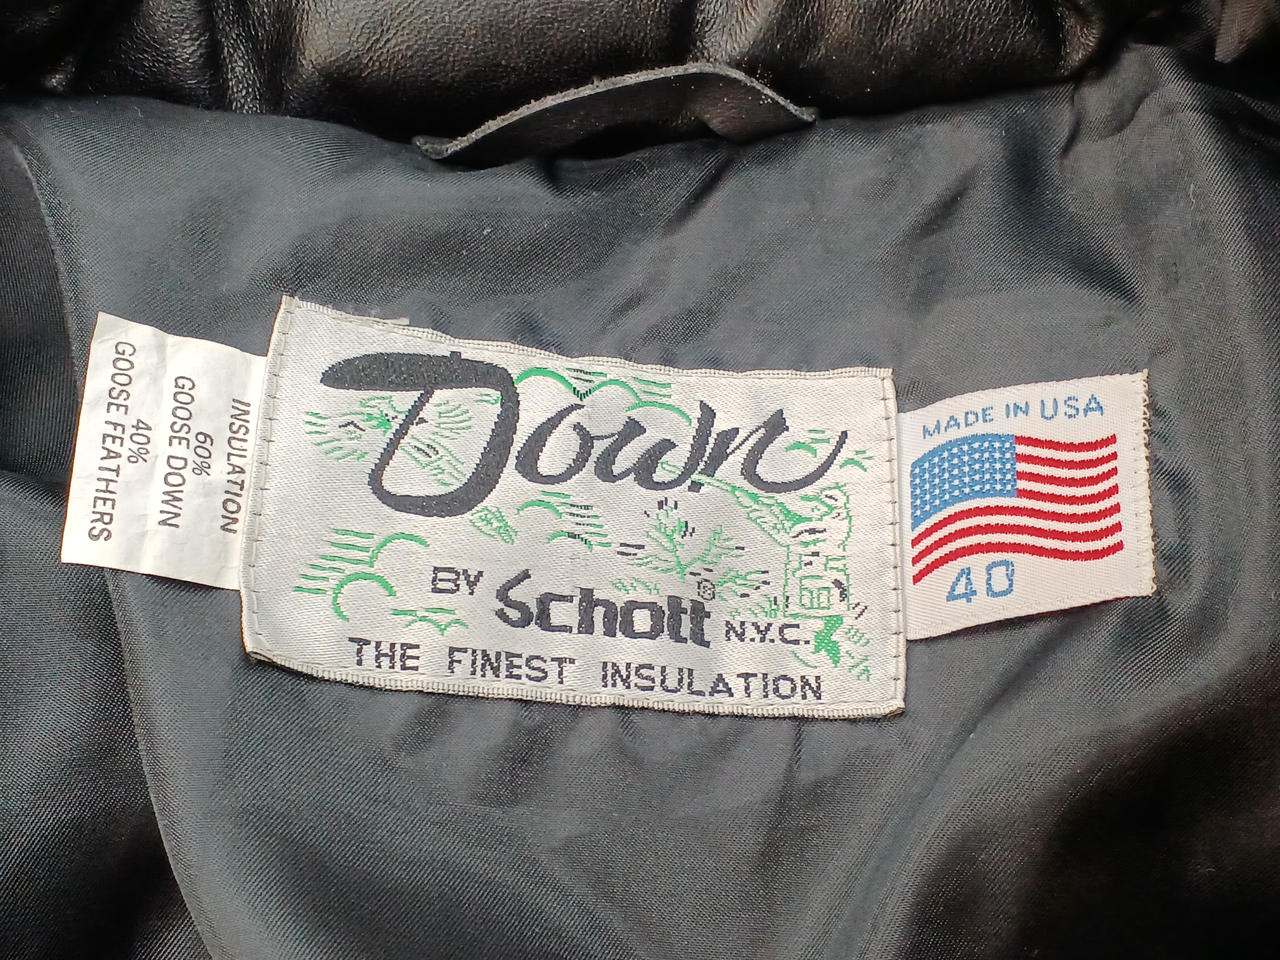 INSULATION
60%
GOOSE DOWN
40%
GOOSE FEATHERS
Down
BY Schott® N.Y.C.
THE FINEST INSULATION
MADE IN USA
40